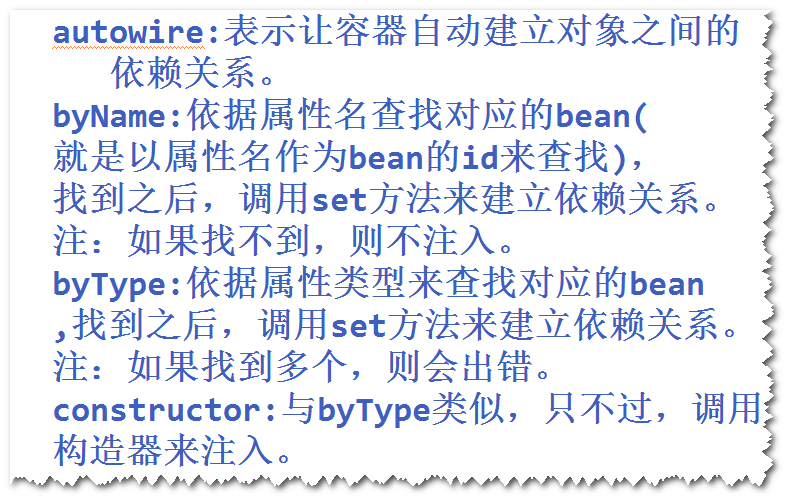 autowire:表示让容器自动建立对象之间的
依赖关系。
byName:依据属性名查找对应的bean(
就是以属性名作为bean的id来查找),
找到之后，调用set方法来建立依赖关系。
注：如果找不到，则不注入。
byType:依据属性类型来查找对应的bean
,找到之后，调用set方法来建立依赖关系。
注：如果找到多个，则会出错。
constructor:与byType类似，只不过，调用
构造器来注入。